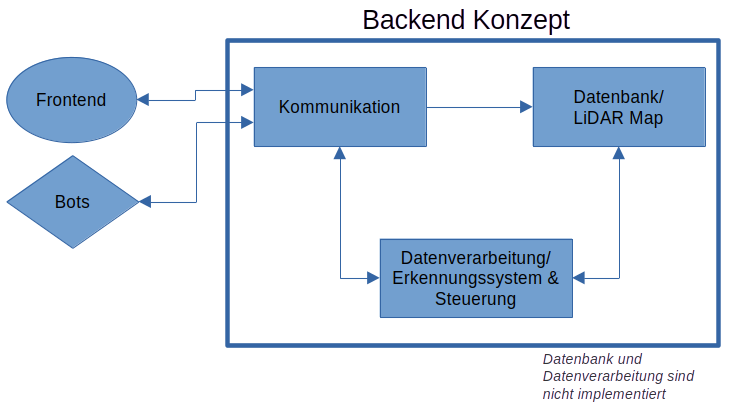 Backend Konzept
Frontend
Kommunikation
Datenbank/
LiDAR Map
Bots
Datenverarbeitung/
Erkennungssystem &
Steuerung
Datenbank und
Datenverarbeitung sind
nicht implementiert